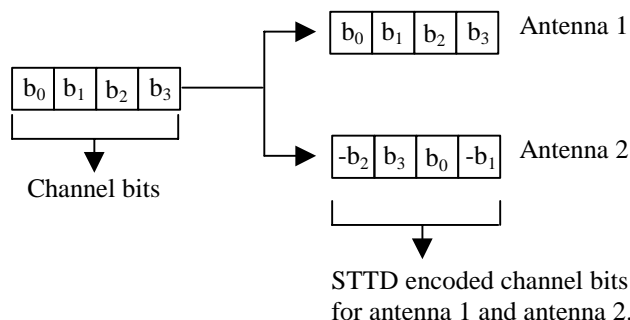 b₀ b₁ b₂ b₃ Antenna 1
b₀ b₁ b₂ b₃
-b₂ b₃ b₀ -b₁ Antenna 2
Channel bits
STTD encoded channel bits
for antenna 1 and antenna 2.